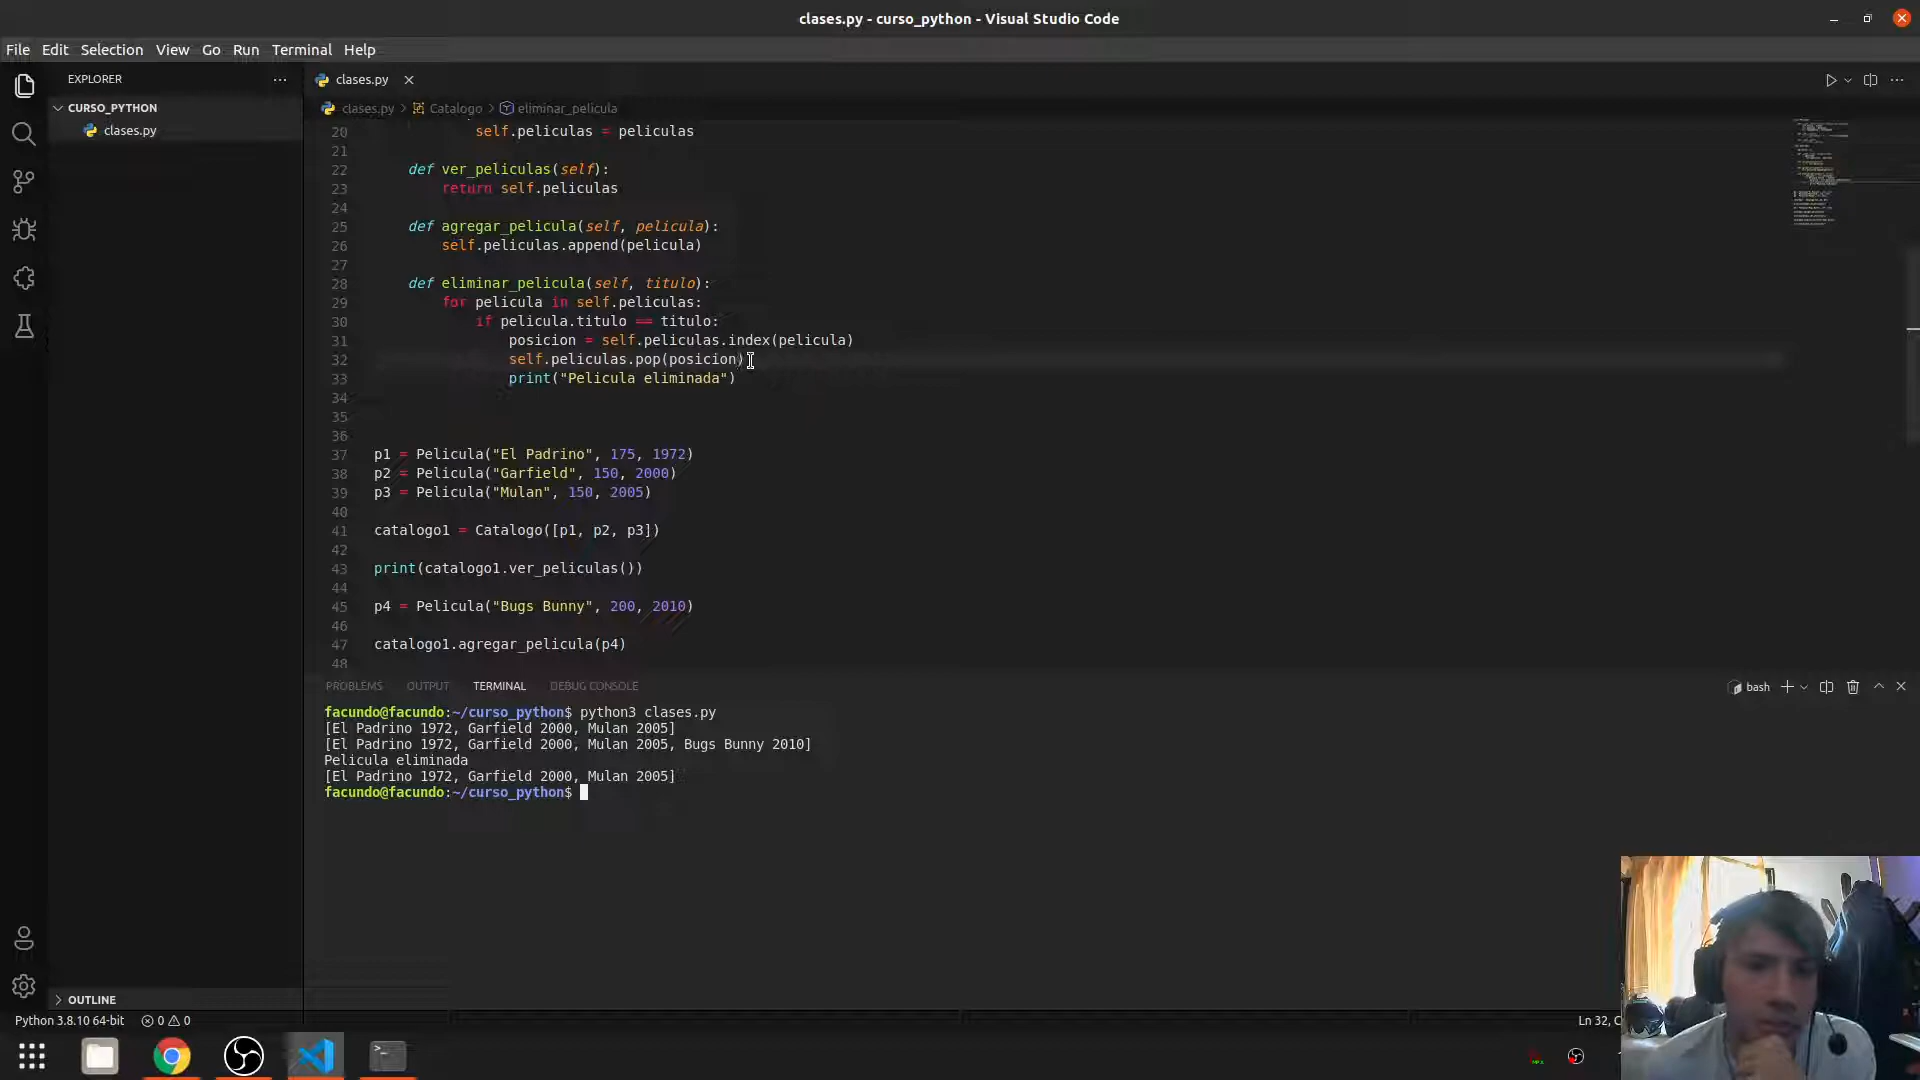 clases.py - curso_python - Visual Studio Code
File Edit Selection View Go Run Terminal Help
EXPLORER
CURSO_PYTHON
clases.py
OUTLINE
clases.py
clases.py > Catalogo > eliminar_pelicula
20 self.peliculas = peliculas
21
22 def ver_peliculas(self):
23 return self.peliculas
24
25 def agregar_pelicula(self, pelicula):
26 self.peliculas.append(pelicula)
27
28 def eliminar_pelicula(self, titulo):
29 for pelicula in self.peliculas:
30 if pelicula.titulo == titulo:
31 posicion = self.peliculas.index(pelicula)
32 self.peliculas.pop(posicion)
33 print("Pelicula eliminada")
34
35
36
37 p1 = Pelicula("El Padrino", 175, 1972)
38 p2 = Pelicula("Garfield", 150, 2000)
39 p3 = Pelicula("Mulan", 150, 2005)
40
41 catalogo1 = Catalogo([p1, p2, p3])
42
43 print(catalogo1.ver_peliculas())
44
45 p4 = Pelicula("Bugs Bunny", 200, 2010)
46
47 catalogo1.agregar_pelicula(p4)
48
PROBLEMS OUTPUT TERMINAL DEBUG CONSOLE
bash
facundo@facundo:~/curso_python$ python3 clases.py
[El Padrino 1972, Garfield 2000, Mulan 2005]
[El Padrino 1972, Garfield 2000, Mulan 2005, Bugs Bunny 2010]
Pelicula eliminada
[El Padrino 1972, Garfield 2000, Mulan 2005]
facundo@facundo:~/curso_python$
Python 3.8.10 64-bit 0 0
Ln 32, C